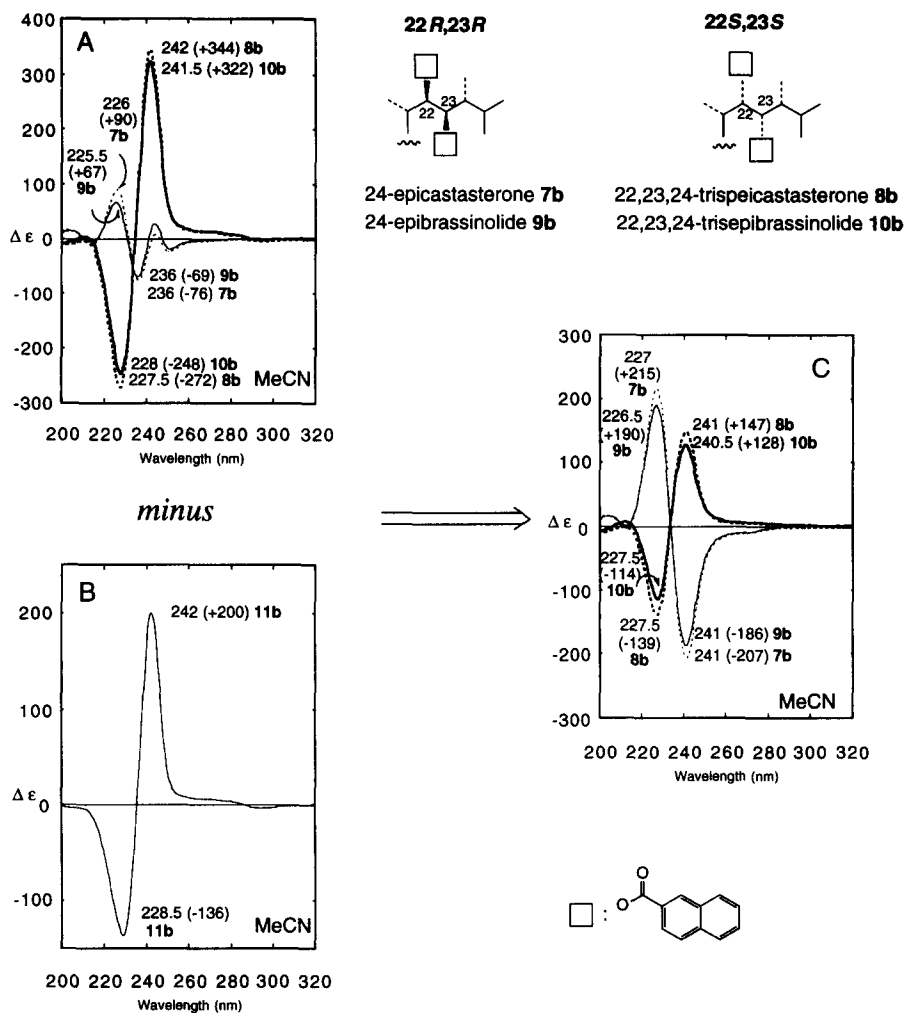 A
400
300
200
100
0
-100
-200
-300
Δ ε
242 (+344) 8b
241.5 (+322) 10b
226
(+90)
7b
225.5
(+67)
9b
236 (-69) 9b
236 (-76) 7b
228 (-248) 10b
227.5 (-272) 8b
MeCN
200 220 240 260 280 300 320
Wavelength (nm)
22R,23R
22
23
24-epicastasterone 7b
24-epibrassinolide 9b
22S,23S
22
23
22,23,24-trispeicastasterone 8b
22,23,24-trisepibrassinolide 10b
minus
B
200
100
0
-100
Δ ε
242 (+200) 11b
228.5 (-136)
11b
MeCN
200 220 240 260 280 300 320
Wavelength (nm)
C
300
200
100
0
-100
-200
-300
Δ ε
227
(+215)
7b
226.5
(+190)
9b
241 (+147) 8b
240.5 (+128) 10b
227.5
(-114)
10b
227.5
(-139)
8b
241 (-186) 9b
241 (-207) 7b
MeCN
200 220 240 260 280 300 320
Wavelength (nm)
:
O
O